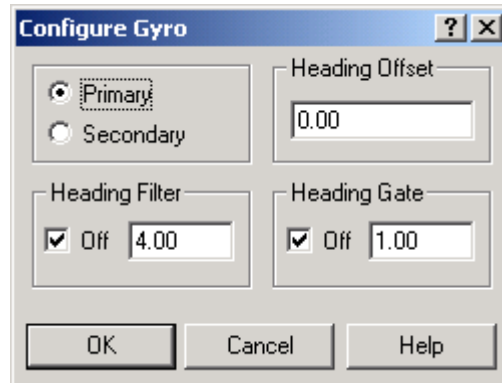 Configure Gyro
Primary
Secondary
Heading Offset
0.00
Heading Filter
Off 4.00
Heading Gate
Off 1.00
OK Cancel Help